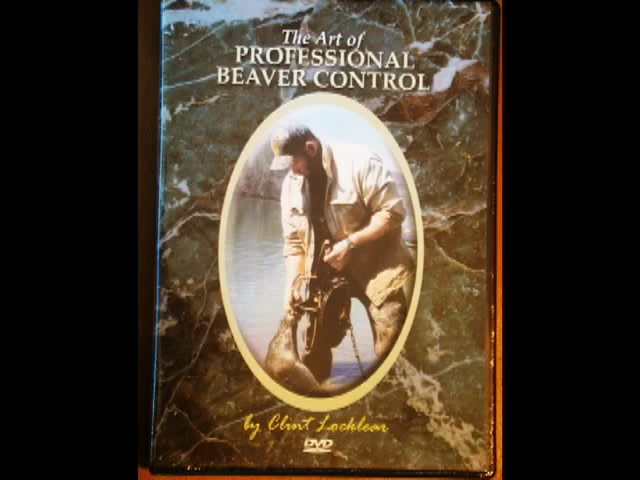 The Art of
PROFESSIONAL
BEAVER CONTROL
by Clint Locklear
DVD